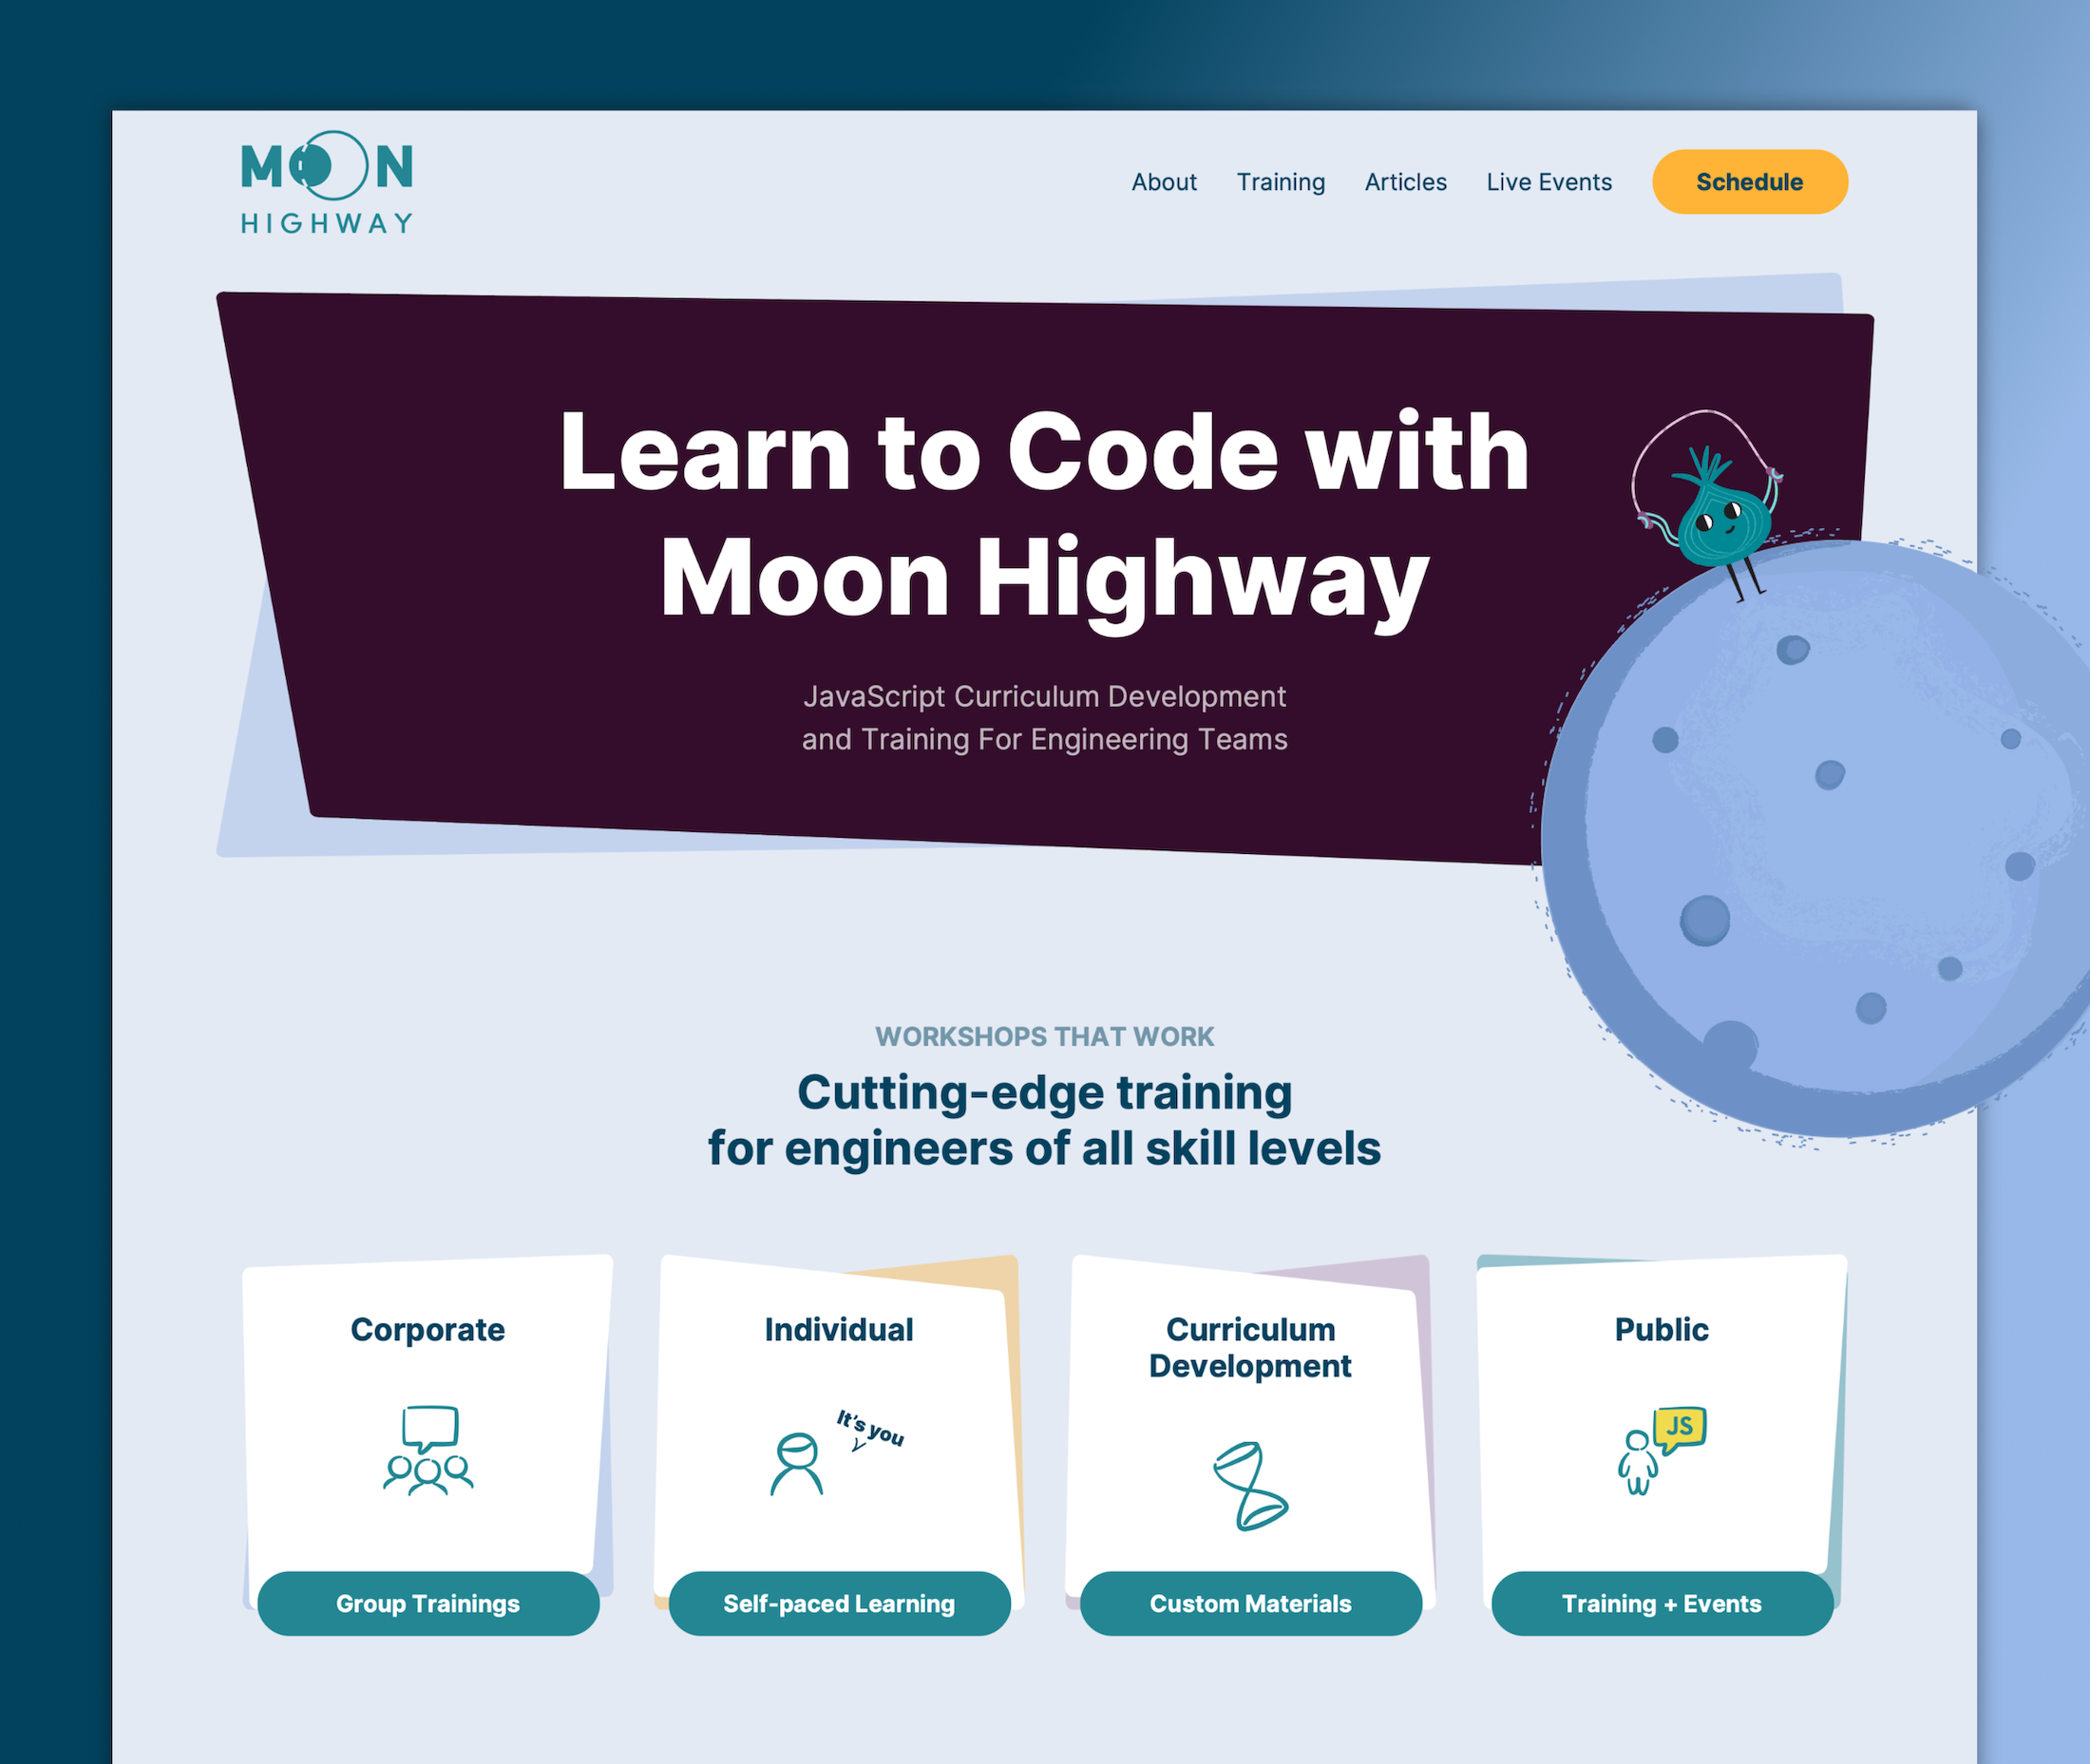 MOON
HIGHWAY
About Training Articles Live Events Schedule
Learn to Code with
Moon Highway
JavaScript Curriculum Development
and Training For Engineering Teams
WORKSHOPS THAT WORK
Cutting-edge training
for engineers of all skill levels
Corporate
Group Trainings
Individual
It's you
Self-paced Learning
Curriculum
Development
Custom Materials
Public
JS
Training + Events